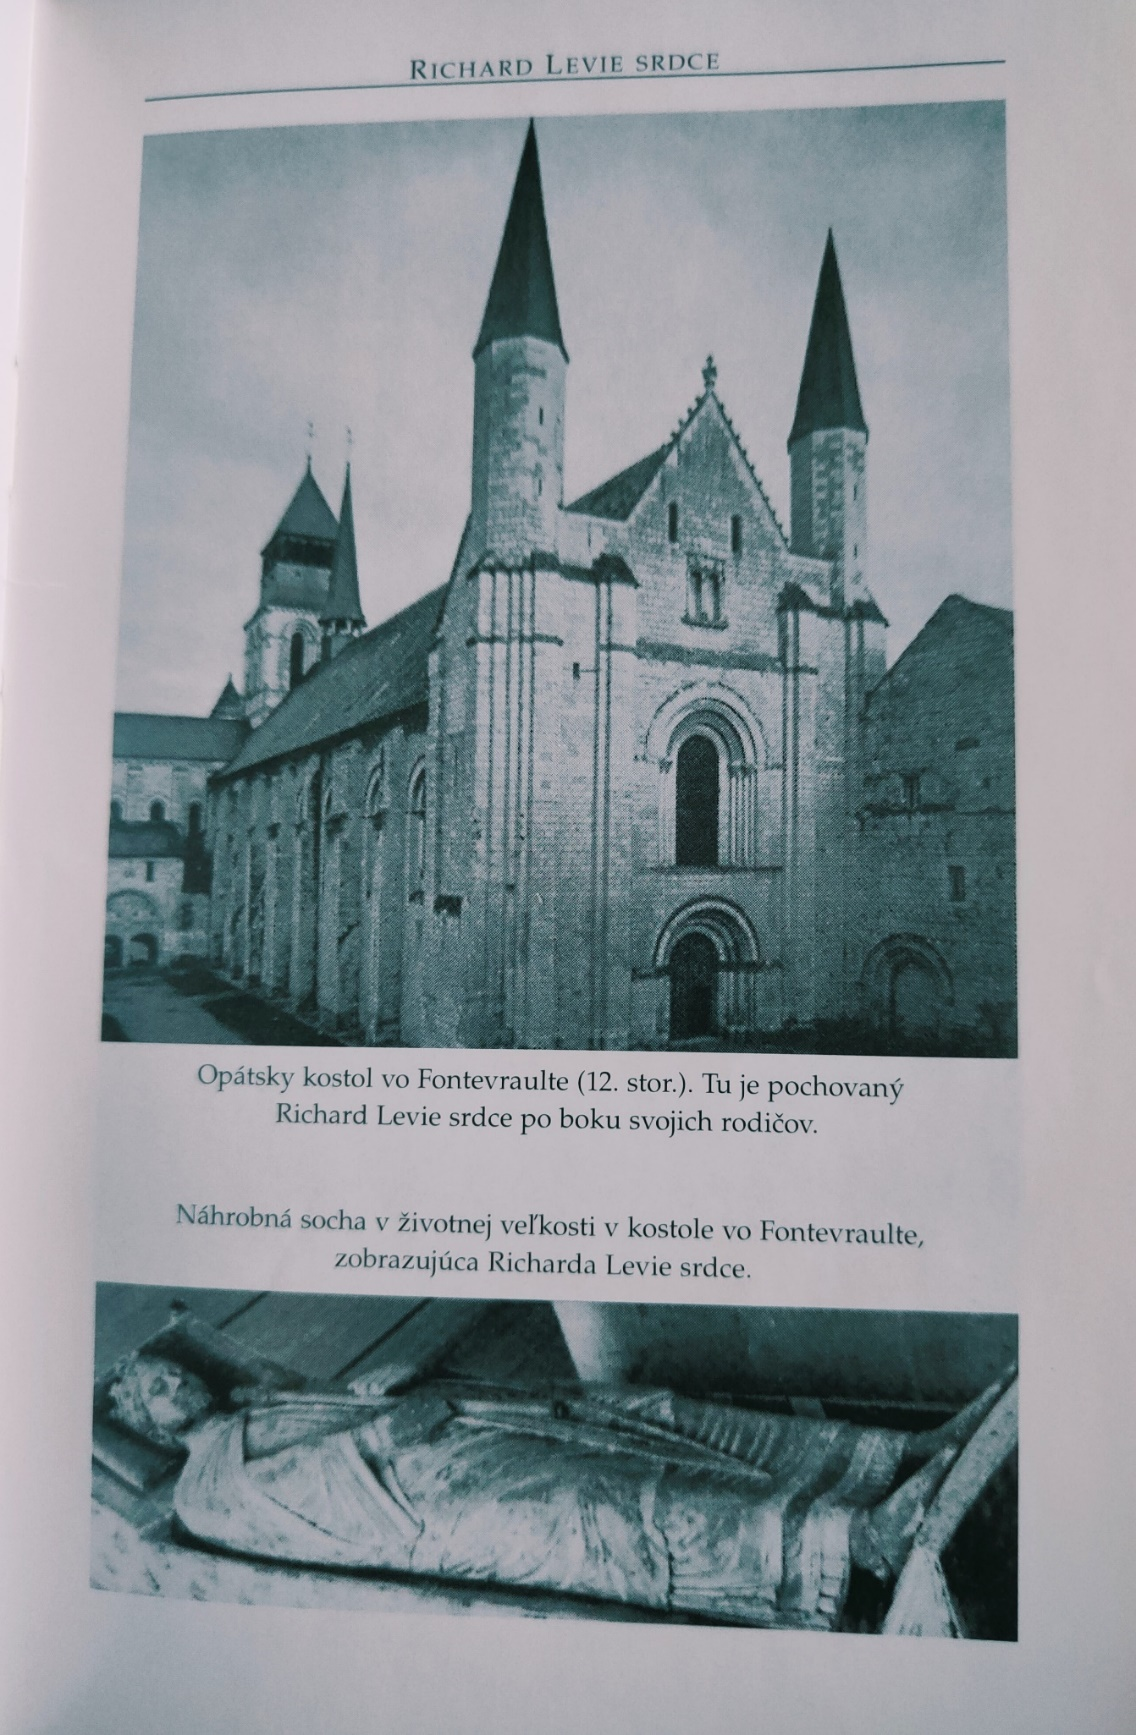 RICHARD LEVIE SRDCE
Opátsky kostol vo Fontevraulte (12. stor.). Tu je pochovaný
Richard Levie srdce po boku svojich rodičov.
Náhrobná socha v životnej veľkosti v kostole vo Fontevraulte,
zobrazujúca Richarda Levie srdce.